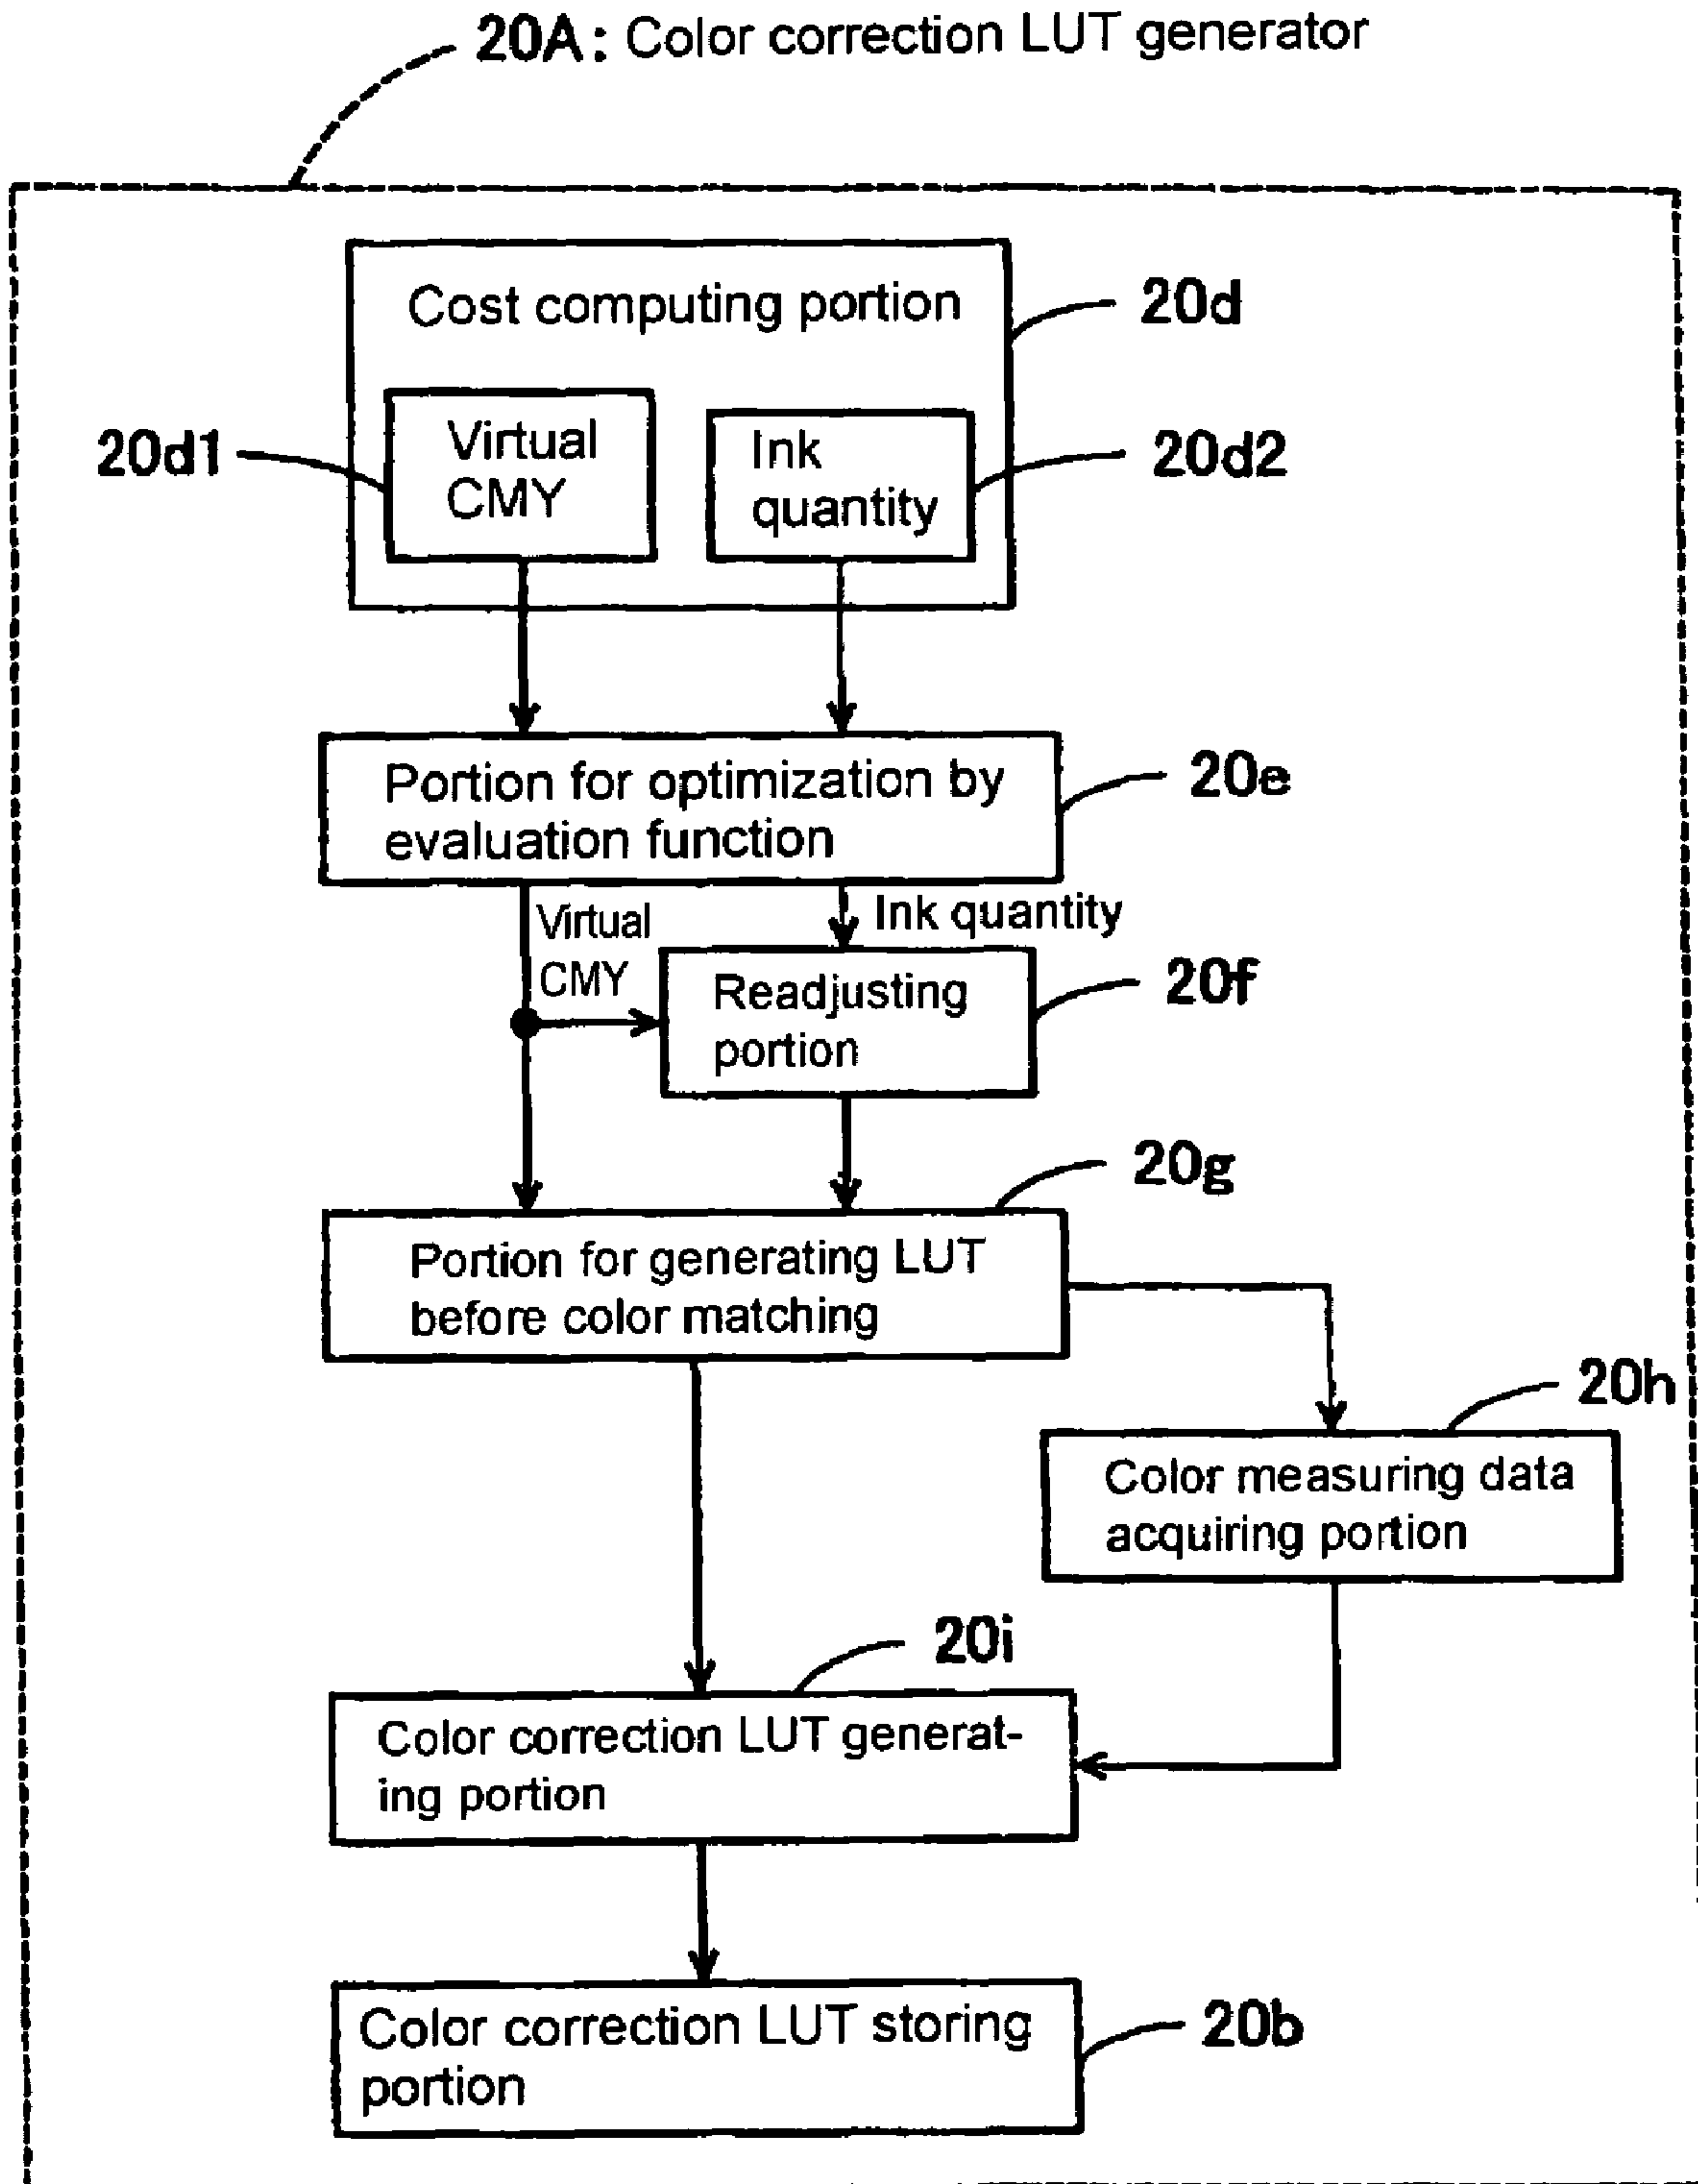 20A: Color correction LUT generator
Cost computing portion
20d
20d1
Virtual
CMY
Ink
quantity
20d2
Portion for optimization by
evaluation function
20e
Virtual
CMY
Ink quantity
Readjusting
portion
20f
20g
Portion for generating LUT
before color matching
20h
Color measuring data
acquiring portion
20i
Color correction LUT generat-
ing portion
Color correction LUT storing
portion
20b